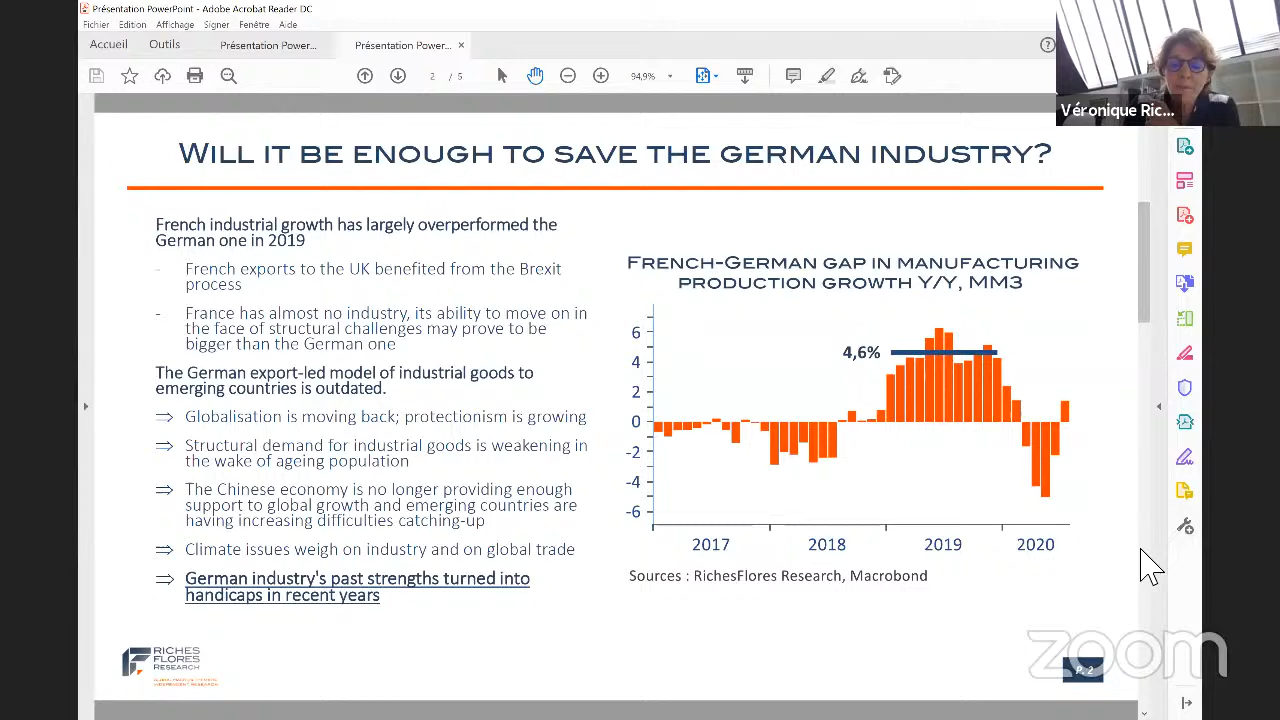 Présentation PowerPoint - Adobe Acrobat Reader DC
Fichier Edition Affichage Signer Fenêtre Aide
Accueil Outils Présentation Power... Présentation Power... ×
2 / 5 94,9%
Véronique Ric...
WILL IT BE ENOUGH TO SAVE THE GERMAN INDUSTRY?
French industrial growth has largely overperformed the
German one in 2019
- French exports to the UK benefited from the Brexit
process
- France has almost no industry, its ability to move on in
the face of structural challenges may prove to be
bigger than the German one
The German export-led model of industrial goods to
emerging countries is outdated.
⇒ Globalisation is moving back; protectionism is growing
⇒ Structural demand for industrial goods is weakening in
the wake of ageing population
⇒ The Chinese economy is no longer providing enough
support to global growth and emerging countries are
having increasing difficulties catching-up
⇒ Climate issues weigh on industry and on global trade
⇒ German industry's past strengths turned into
handicaps in recent years
FRENCH-GERMAN GAP IN MANUFACTURING
PRODUCTION GROWTH Y/Y, MM3
6
4,6%
4
2
0
-2
-4
-6
2017 2018 2019 2020
Sources : RichesFlores Research, Macrobond
RICHES
FLORES
RESEARCH
INDEPENDENT RESEARCH
P. 2
zoom